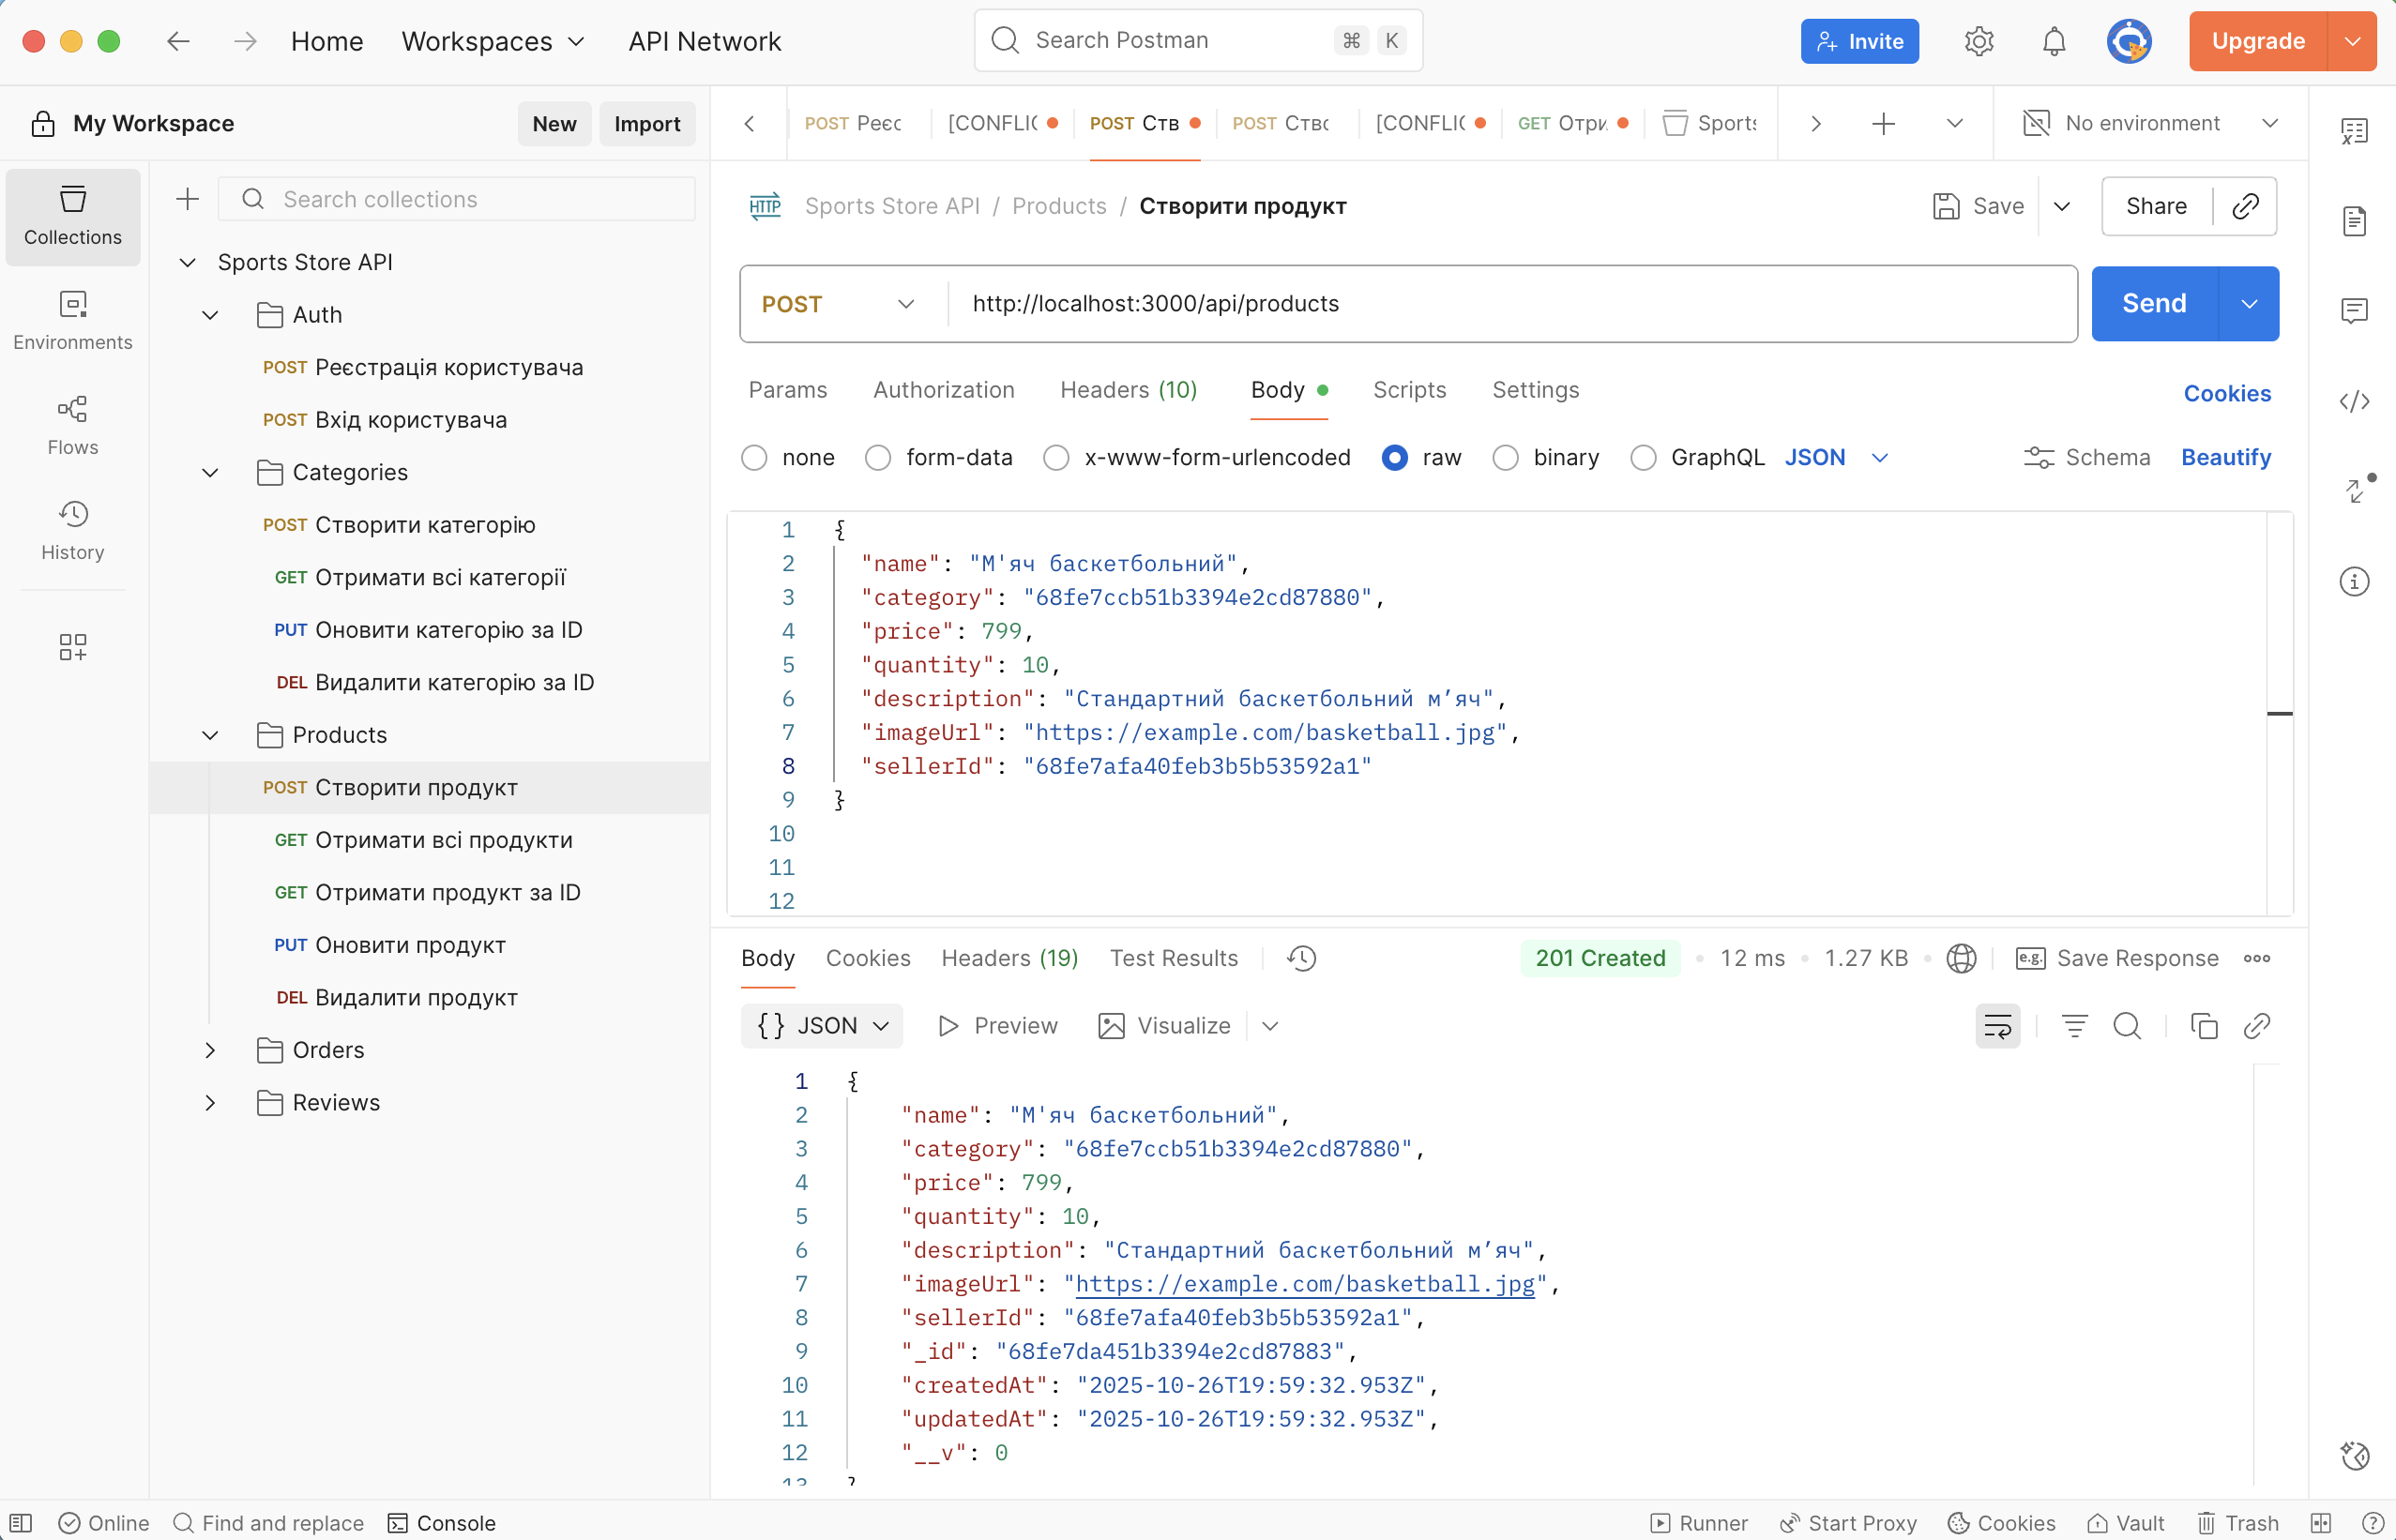 Home Workspaces API Network Search Postman ⌘ K Invite Upgrade
My Workspace New Import
POST Реєс [CONFLIC POST Ств POST Ство [CONFLIC GET Отри Sports No environment
Collections
Environments
Flows
History
Search collections
Sports Store API
Auth
POST Реєстрація користувача
POST Вхід користувача
Categories
POST Створити категорію
GET Отримати всі категорії
PUT Оновити категорію за ID
DEL Видалити категорію за ID
Products
POST Створити продукт
GET Отримати всі продукти
GET Отримати продукт за ID
PUT Оновити продукт
DEL Видалити продукт
Orders
Reviews
HTTP Sports Store API / Products / Створити продукт Save Share
POST http://localhost:3000/api/products Send
Params Authorization Headers (10) Body Scripts Settings Cookies
none form-data x-www-form-urlencoded raw binary GraphQL JSON Schema Beautify
1 {
2 "name": "М'яч баскетбольний",
3 "category": "68fe7ccb51b3394e2cd87880",
4 "price": 799,
5 "quantity": 10,
6 "description": "Стандартний баскетбольний м’яч",
7 "imageUrl": "https://example.com/basketball.jpg",
8 "sellerId": "68fe7afa40feb3b5b53592a1"
9 }
10
11
12
Body Cookies Headers (19) Test Results 201 Created 12 ms 1.27 KB e.g. Save Response
{} JSON Preview Visualize
1 {
2 "name": "М'яч баскетбольний",
3 "category": "68fe7ccb51b3394e2cd87880",
4 "price": 799,
5 "quantity": 10,
6 "description": "Стандартний баскетбольний м’яч",
7 "imageUrl": "https://example.com/basketball.jpg",
8 "sellerId": "68fe7afa40feb3b5b53592a1",
9 "_id": "68fe7da451b3394e2cd87883",
10 "createdAt": "2025-10-26T19:59:32.953Z",
11 "updatedAt": "2025-10-26T19:59:32.953Z",
12 "__v": 0
13 }
Online Find and replace Console Runner Start Proxy Cookies Vault Trash